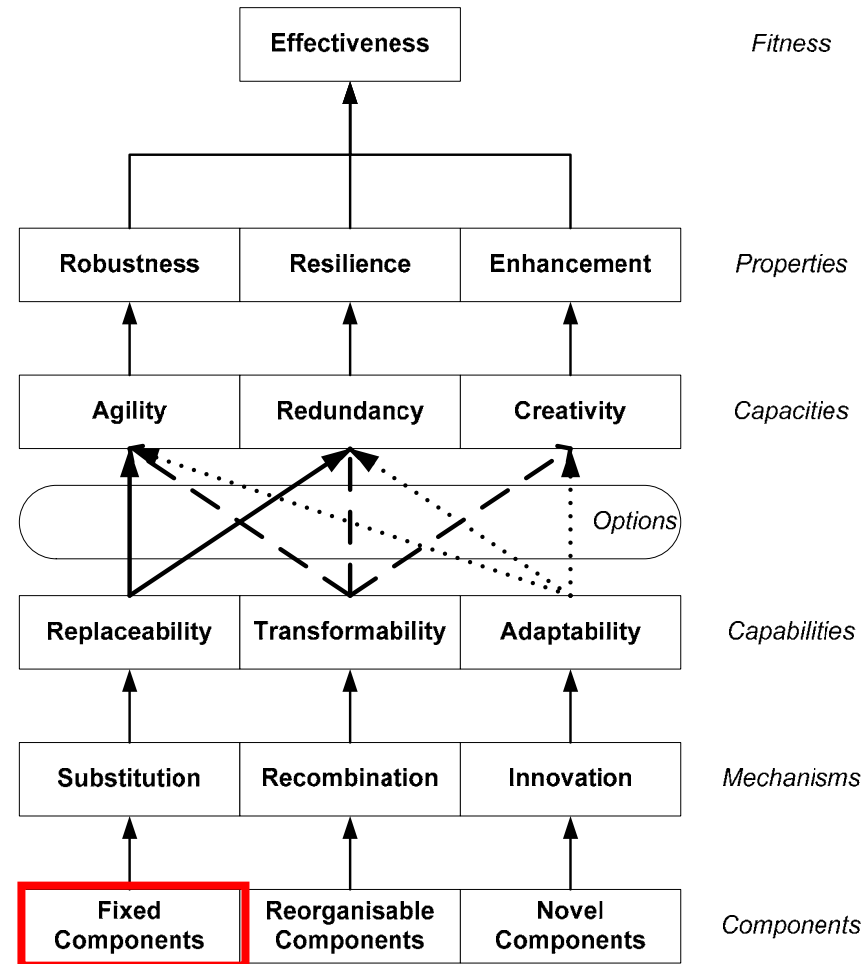 Effectiveness
Fitness
Robustness
Resilience
Enhancement
Properties
Agility
Redundancy
Creativity
Capacities
Options
Replaceability
Transformability
Adaptability
Capabilities
Substitution
Recombination
Innovation
Mechanisms
Fixed
Components
Reorganisable
Components
Novel
Components
Components